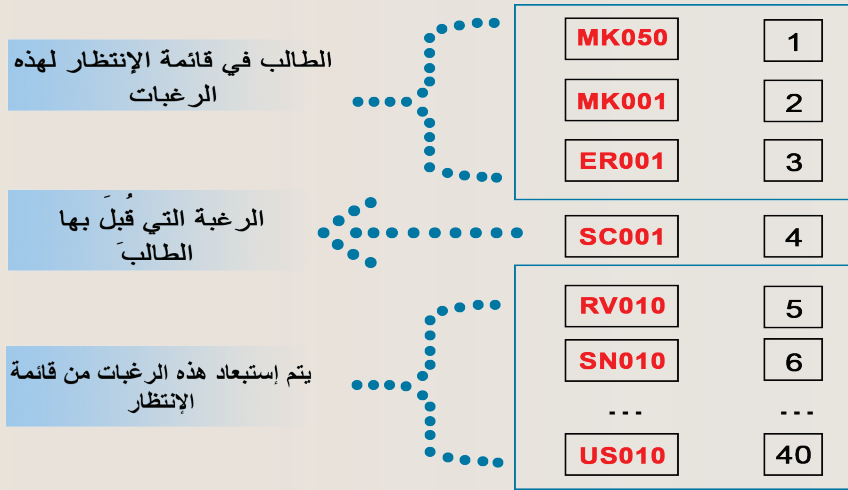 1 MK050
2 MK001
3 ER001
الطالب في قائمة الإنتظار لهذه
الرغبات
4 SC001
الرغبة التي قُبلَ بها
الطالبَ
5 RV010
6 SN010
--- ---
40 US010
يتم إستبعاد هذه الرغبات من قائمة
الإنتظار